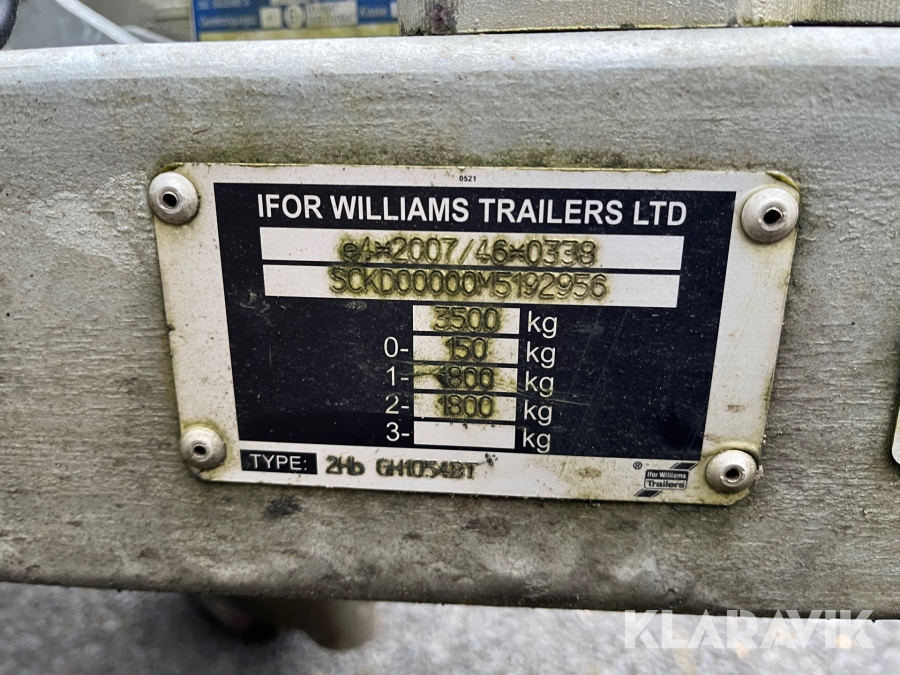 0521
IFOR WILLIAMS TRAILERS LTD
e4*2007/46*0338
SCKD00000M5192956
3500 kg
0- 150 kg
1- 1800 kg
2- 1800 kg
3- kg
TYPE: 2Hb GH1054BT
® Ifor Williams
Trailers
KLARAVIK